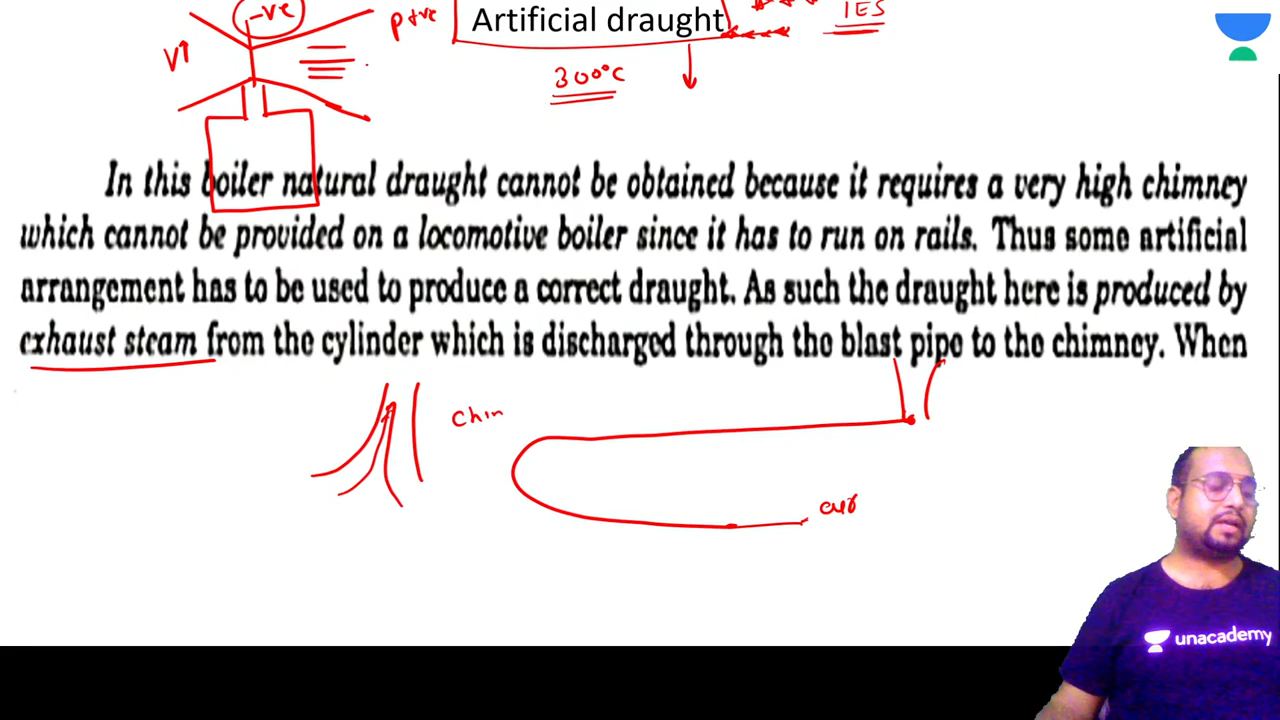 -ve
p+ve
Artificial draught
IES
V↑
300°C
In this boiler natural draught cannot be obtained because it requires a very high chimney
which cannot be provided on a locomotive boiler since it has to run on rails. Thus some artificial
arrangement has to be used to produce a correct draught. As such the draught here is produced by
exhaust steam from the cylinder which is discharged through the blast pipe to the chimney. When
Chin
air
unacademy